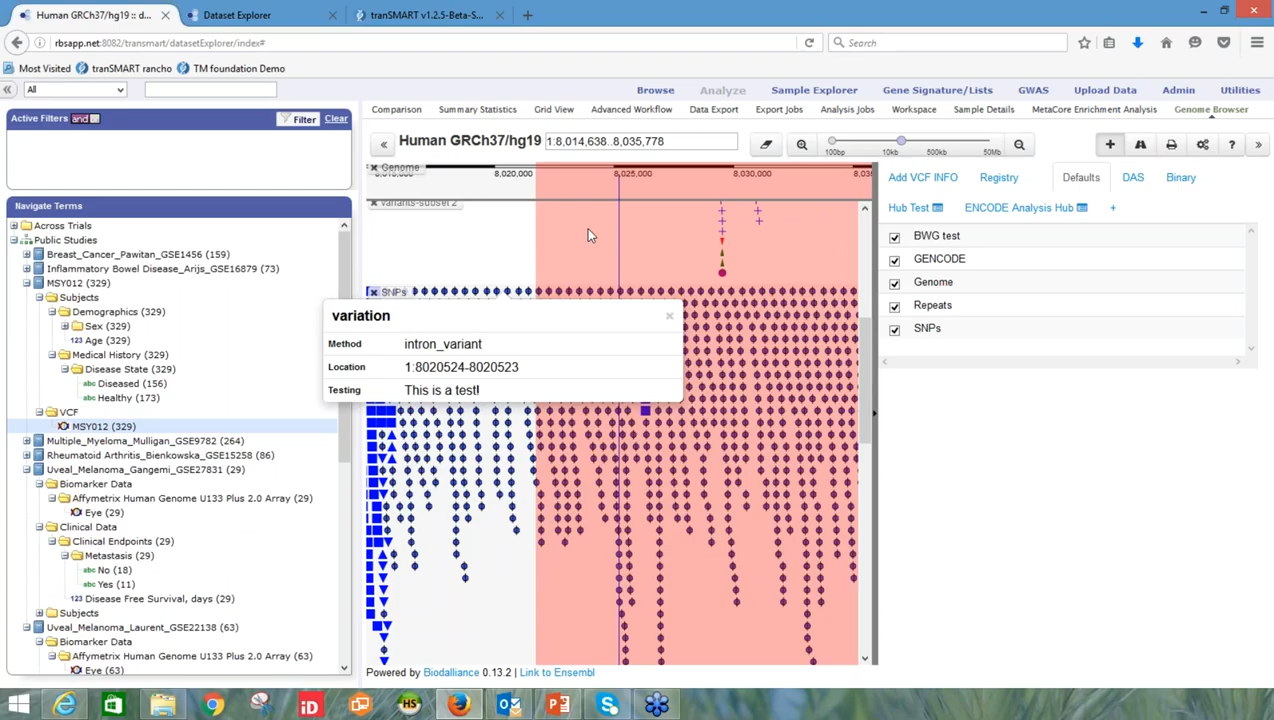 Human GRCh37/hg19 :: d...
Dataset Explorer
tranSMART v1.2.5-Beta-S...
rbsapp.net:8082/transmart/datasetExplorer/index#
Search
Most Visited
tranSMART rancho
TM foundation Demo
All
Browse
Analyze
Sample Explorer
Gene Signature/Lists
GWAS
Upload Data
Admin
Utilities
Active Filters and
Filter
Clear
Comparison
Summary Statistics
Grid View
Advanced Workflow
Data Export
Export Jobs
Analysis Jobs
Workspace
Sample Details
MetaCore Enrichment Analysis
Genome Browser
Human GRCh37/hg19
1:8,014,638..8,035,778
100bp
10kb
500kb
50Mb
Genome
8,020,000
8,025,000
8,030,000
variants-subset2
SNPs
variation
Method intron_variant
Location 1:8020524-8020523
Testing This is a test!
Add VCF INFO
Registry
Defaults
DAS
Binary
Hub Test
ENCODE Analysis Hub
+
BWG test
GENCODE
Genome
Repeats
SNPs
Navigate Terms
Across Trials
Public Studies
Breast_Cancer_Pawitan_GSE1456 (159)
Inflammatory Bowel Disease_Arijs_GSE16879 (73)
MSY012 (329)
Subjects
Demographics (329)
Sex (329)
123 Age (329)
Medical History (329)
Disease State (329)
abc Diseased (156)
abc Healthy (173)
VCF
MSY012 (329)
Multiple_Myeloma_Mulligan_GSE9782 (264)
Rheumatoid Arthritis_Bienkowska_GSE15258 (86)
Uveal_Melanoma_Gangemi_GSE27831 (29)
Biomarker Data
Affymetrix Human Genome U133 Plus 2.0 Array (29)
Eye (29)
Clinical Data
Clinical Endpoints (29)
Metastasis (29)
abc No (18)
abc Yes (11)
123 Disease Free Survival, days (29)
Subjects
Uveal_Melanoma_Laurent_GSE22138 (63)
Biomarker Data
Affymetrix Human Genome U133 Plus 2.0 Array (63)
Eye (63)
Powered by Biodalliance 0.13.2 | Link to Ensembl